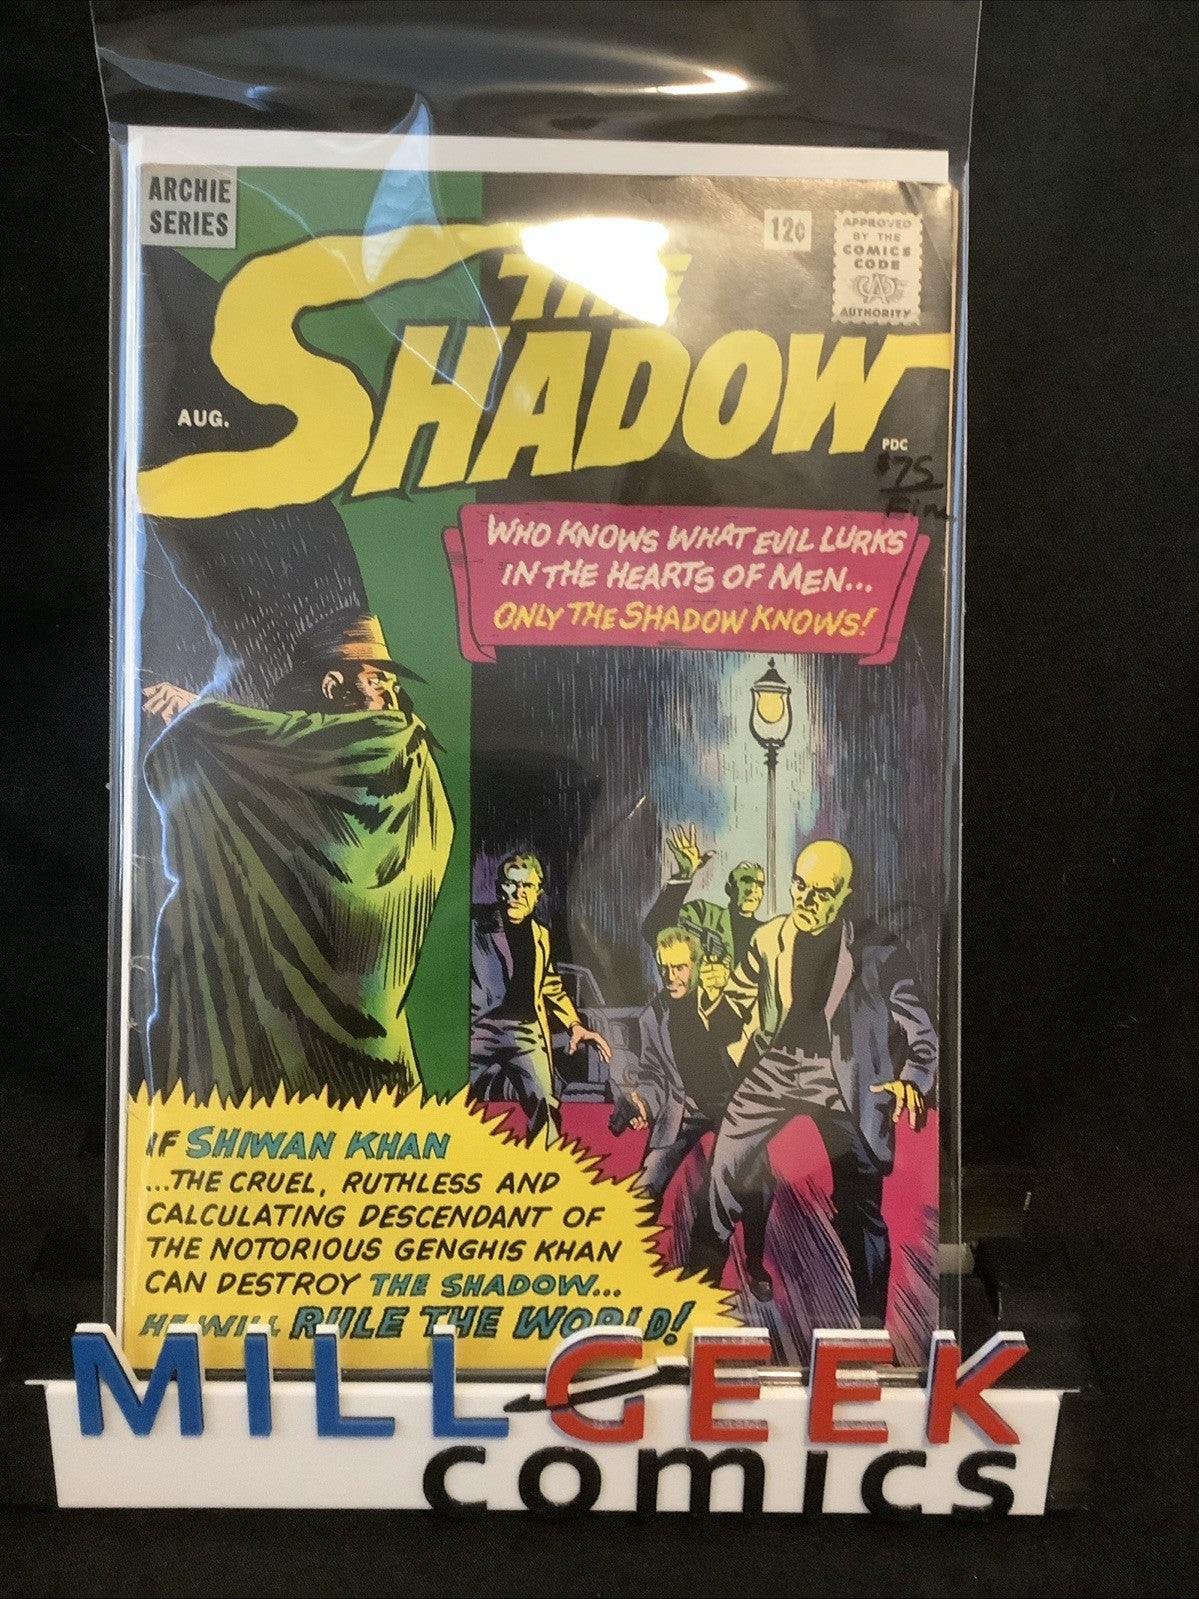 ARCHIE
SERIES
THE
SHADOW
12¢
APPROVED
BY THE
COMICS
CODE
CA
AUTHORITY
AUG.
PDC
$75
Fine
WHO KNOWS WHAT EVIL LURKS
IN THE HEARTS OF MEN...
ONLY THE SHADOW KNOWS!
IF SHIWAN KHAN
...THE CRUEL, RUTHLESS AND
CALCULATING DESCENDANT OF
THE NOTORIOUS GENGHIS KHAN
CAN DESTROY THE SHADOW...
HE WILL RULE THE WORLD!
MILLGEEK
comics